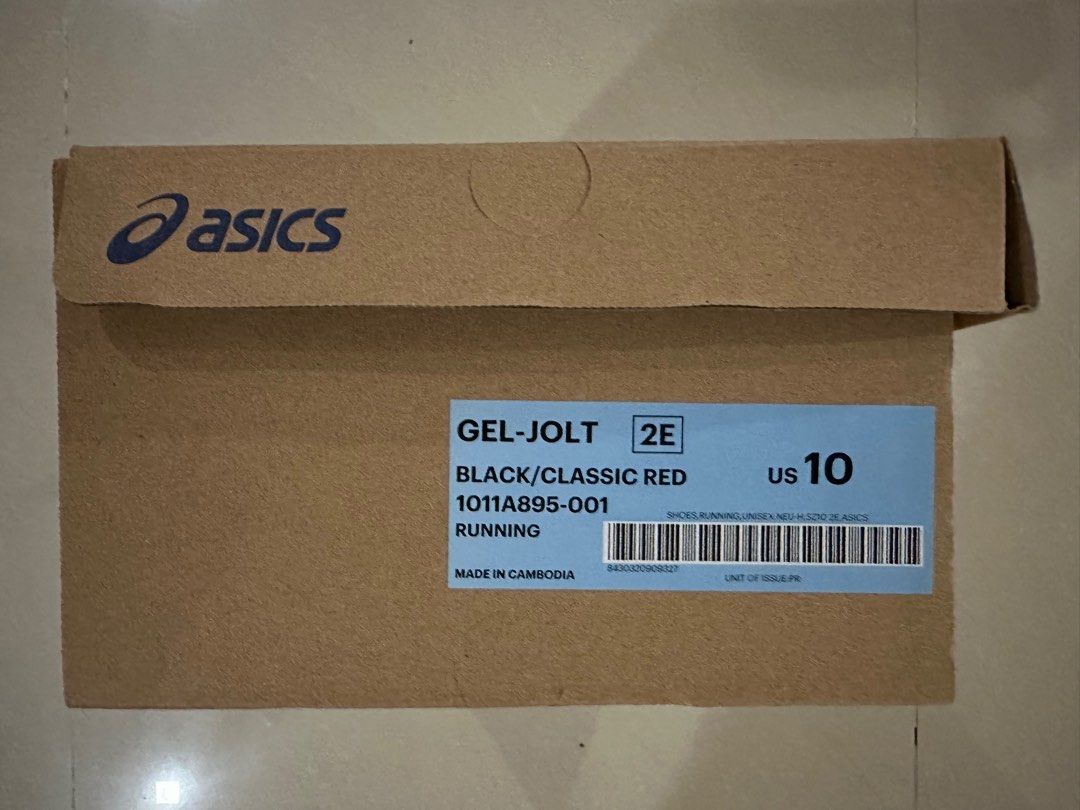 asics
GEL-JOLT 2E
BLACK/CLASSIC RED
US 10
1011A895-001
SHOES,RUNNING,UNISEX NEU-H,SZ10 2E,ASICS
RUNNING
8430320909327
MADE IN CAMBODIA
UNIT OF ISSUE:PR